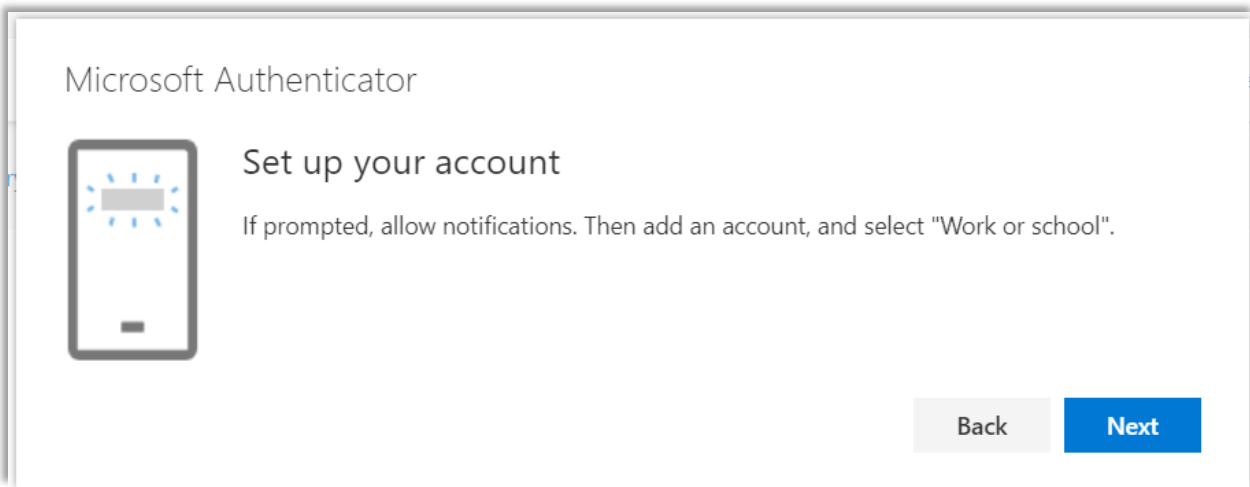 Microsoft Authenticator
Set up your account
If prompted, allow notifications. Then add an account, and select "Work or school".
Back
Next